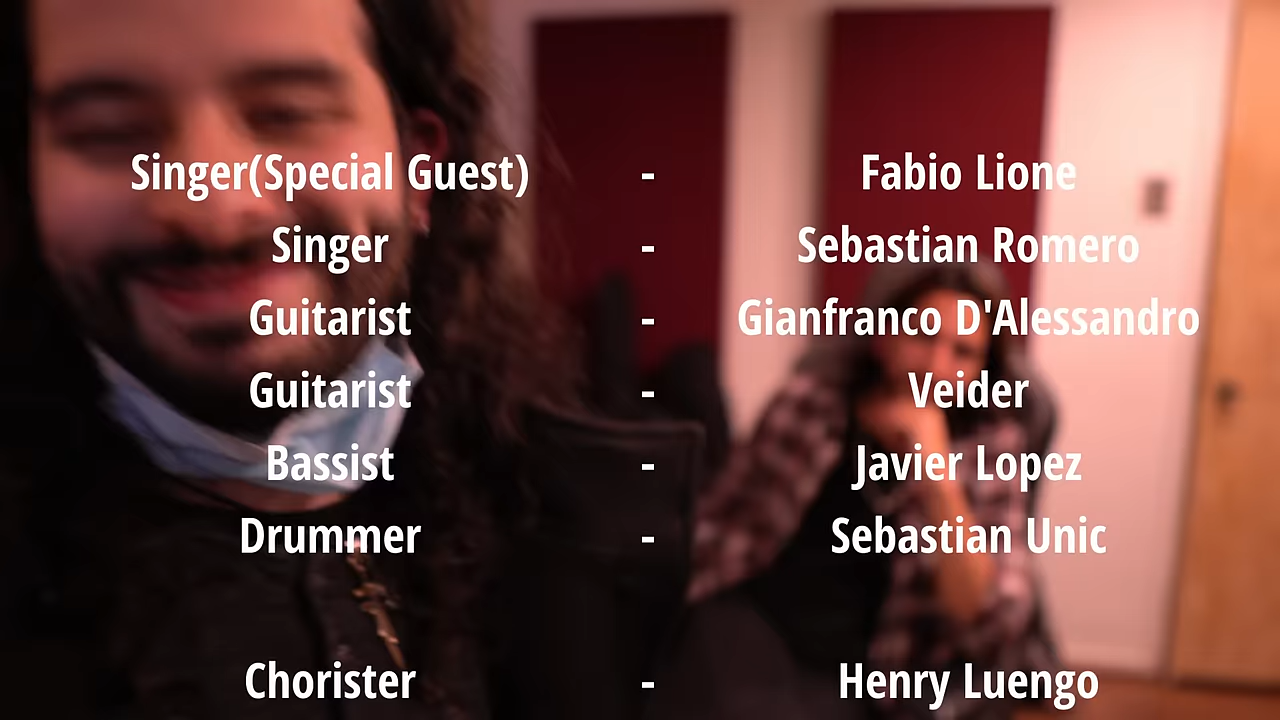 Singer(Special Guest) - Fabio Lione
Singer - Sebastian Romero
Guitarist - Gianfranco D'Alessandro
Guitarist - Veider
Bassist - Javier Lopez
Drummer - Sebastian Unic
Chorister - Henry Luengo